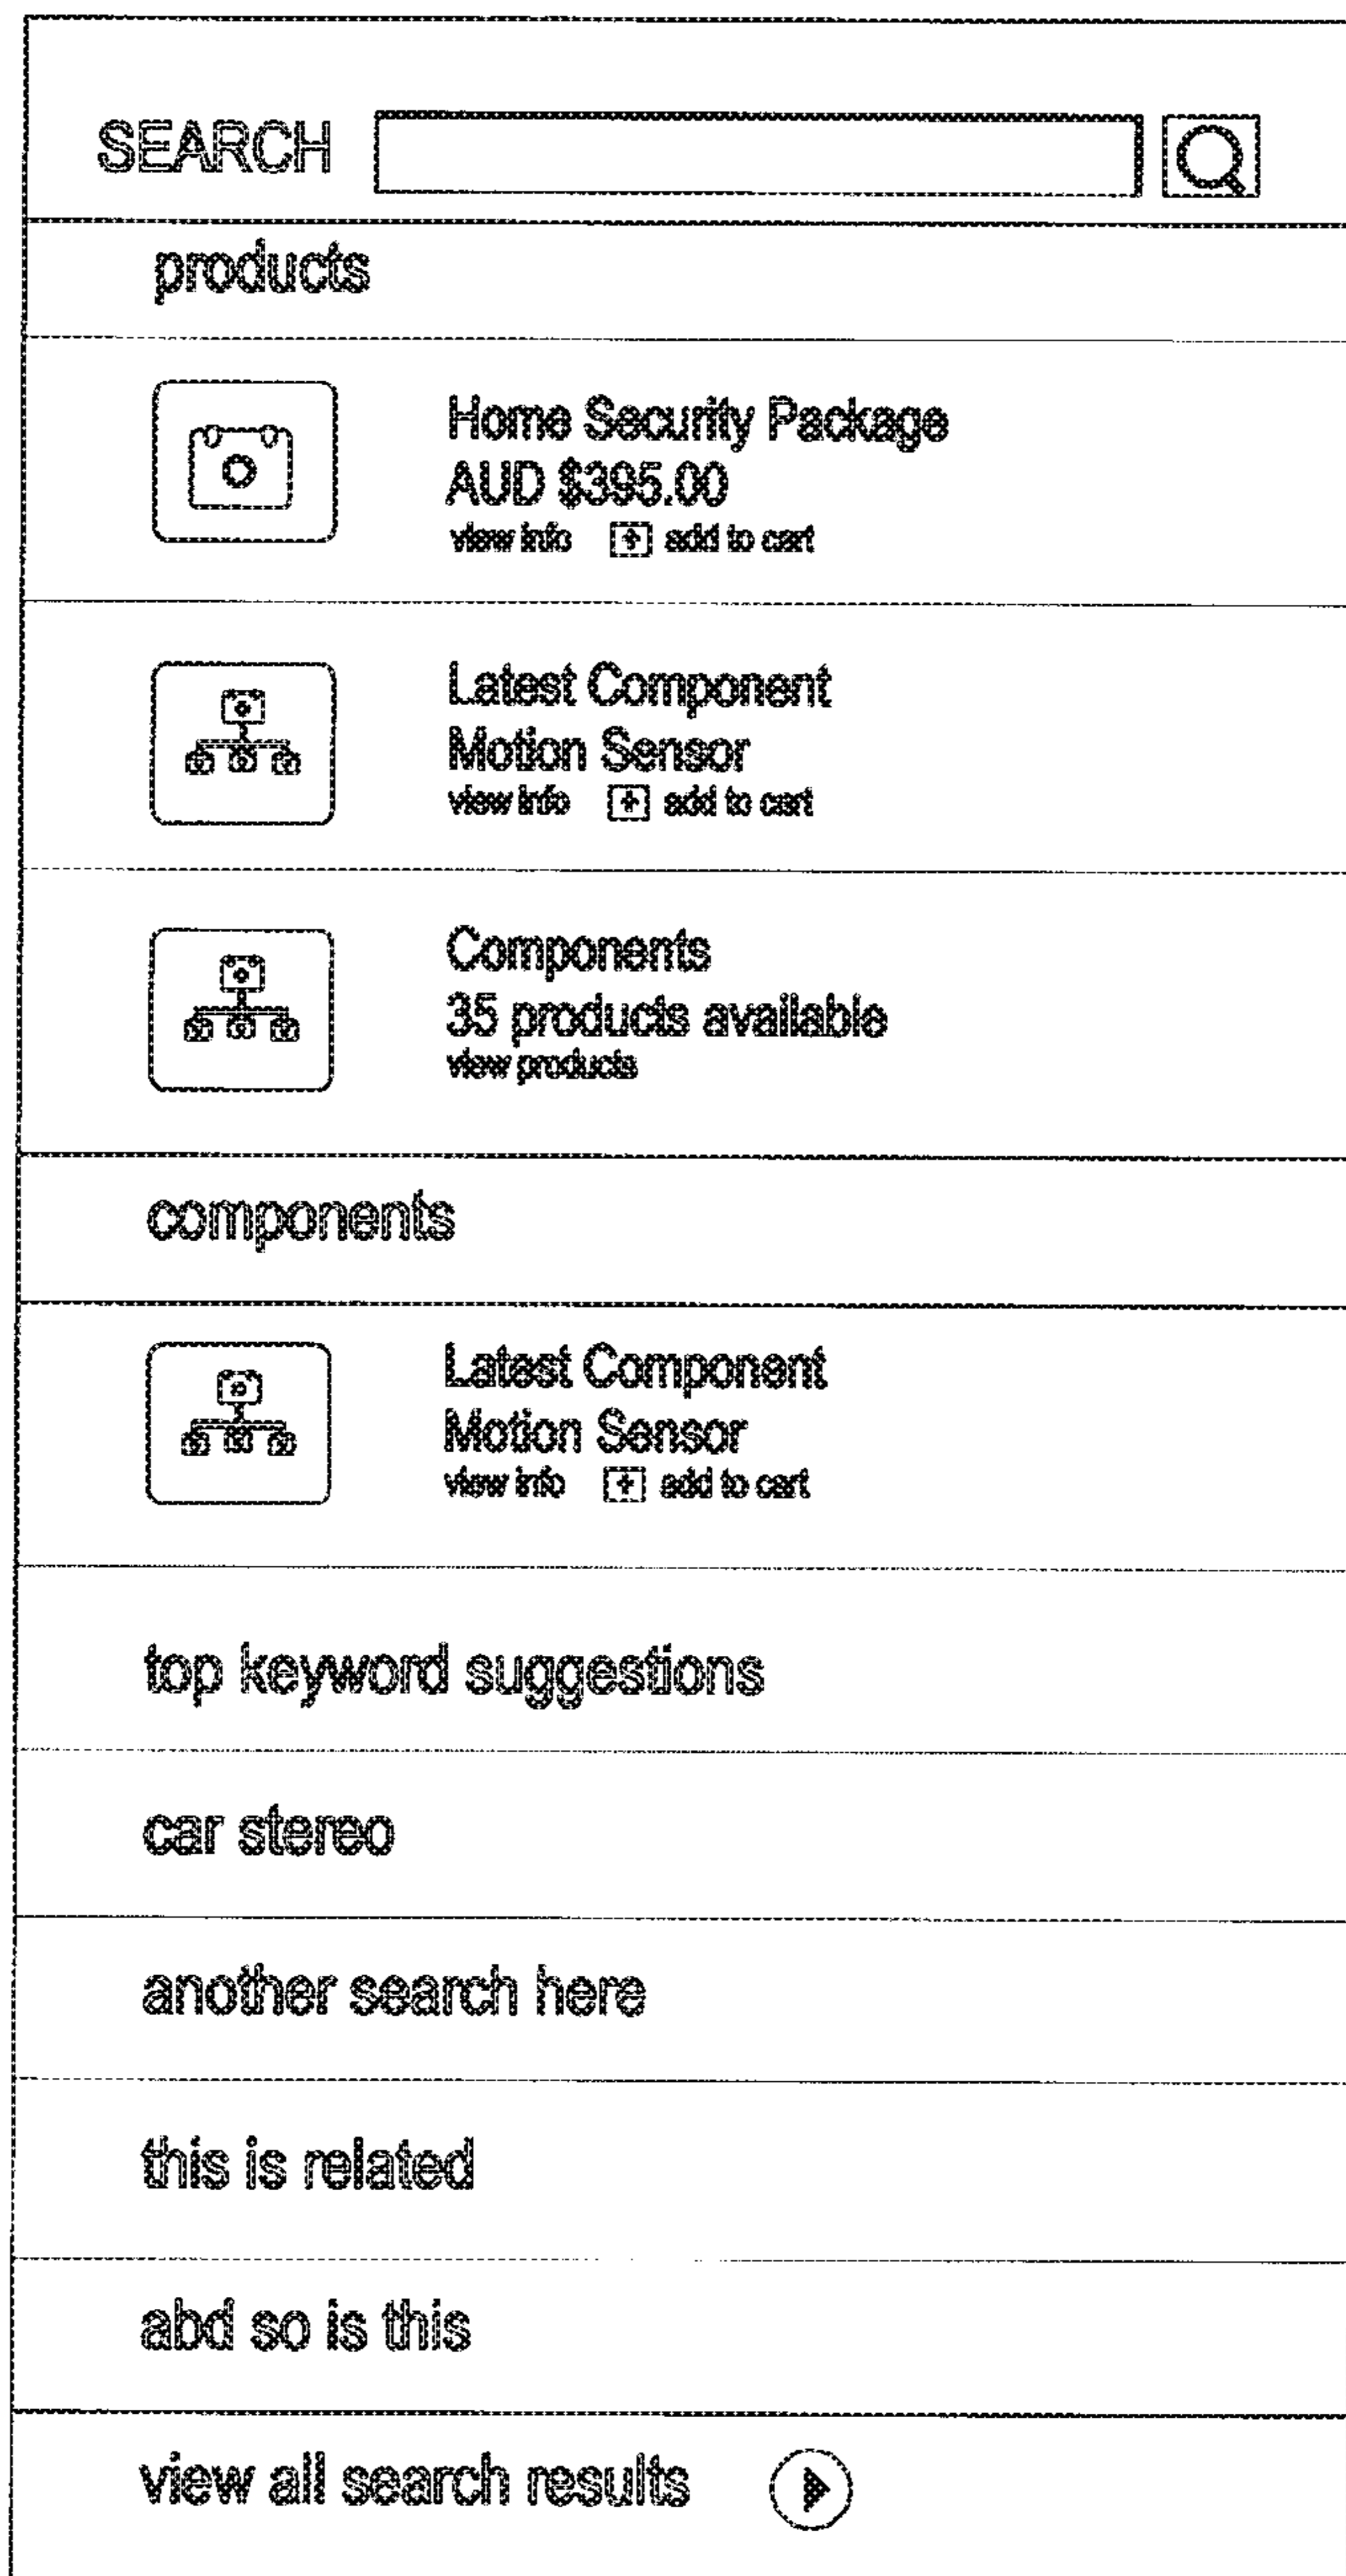 SEARCH
products
Home Security Package
AUD $395.00
view info + add to cart
Latest Component
Motion Sensor
view info + add to cart
Components
35 products available
view products
components
Latest Component
Motion Sensor
view info + add to cart
top keyword suggestions
car stereo
another search here
this is related
abd so is this
view all search results